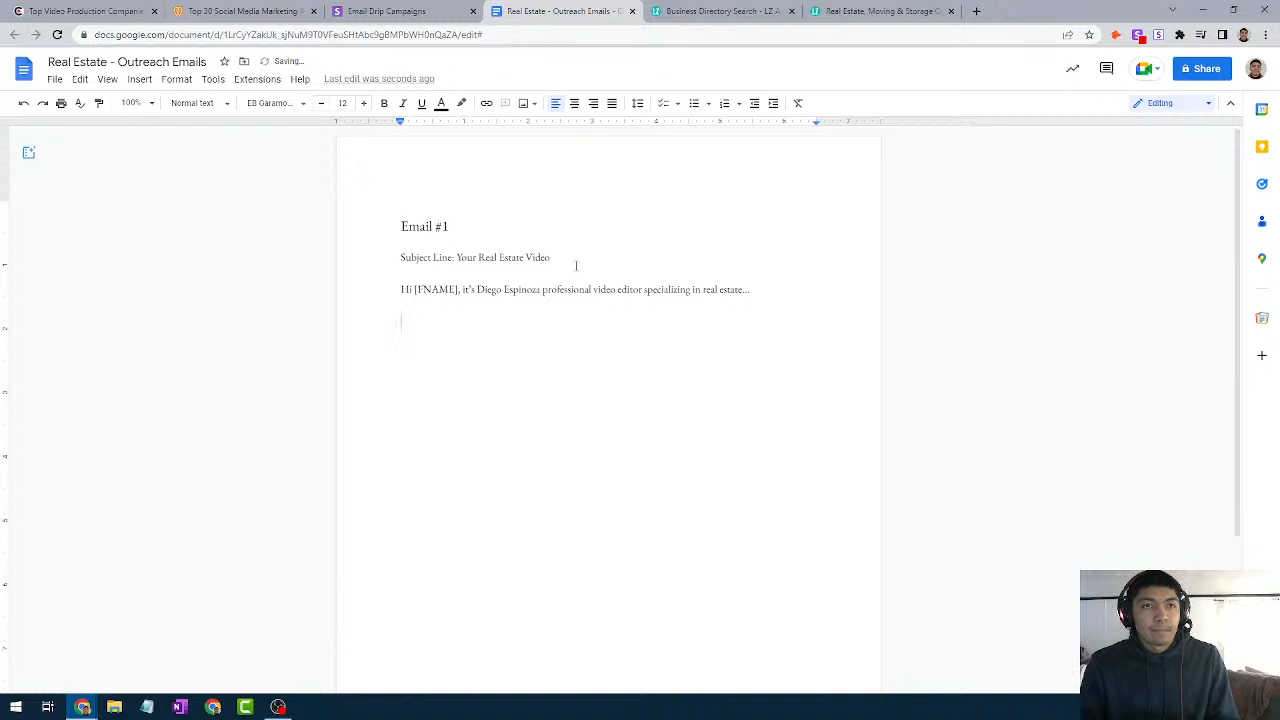 Top Video Production Companie
Top 30 Social Media Marketing A
Email Drip Campaigns
Real Estate - Outreach Emails - G
Business Directory Search - LZ A
Real Estate, Moving & Storage C
docs.google.com/document/d/1LrCyYZakUk_sjNuM9T0VFeuSHtAbc9gBMPbWH0nQaZA/edit#
Real Estate - Outreach Emails
Saving...
File Edit View Insert Format Tools Extensions Help Last edit was seconds ago
Share
100% Normal text EB Garamo... 12 Editing
Email #1
Subject Line: Your Real Estate Video
Hi [FNAME], it's Diego Espinoza professional video editor specializing in real estate...